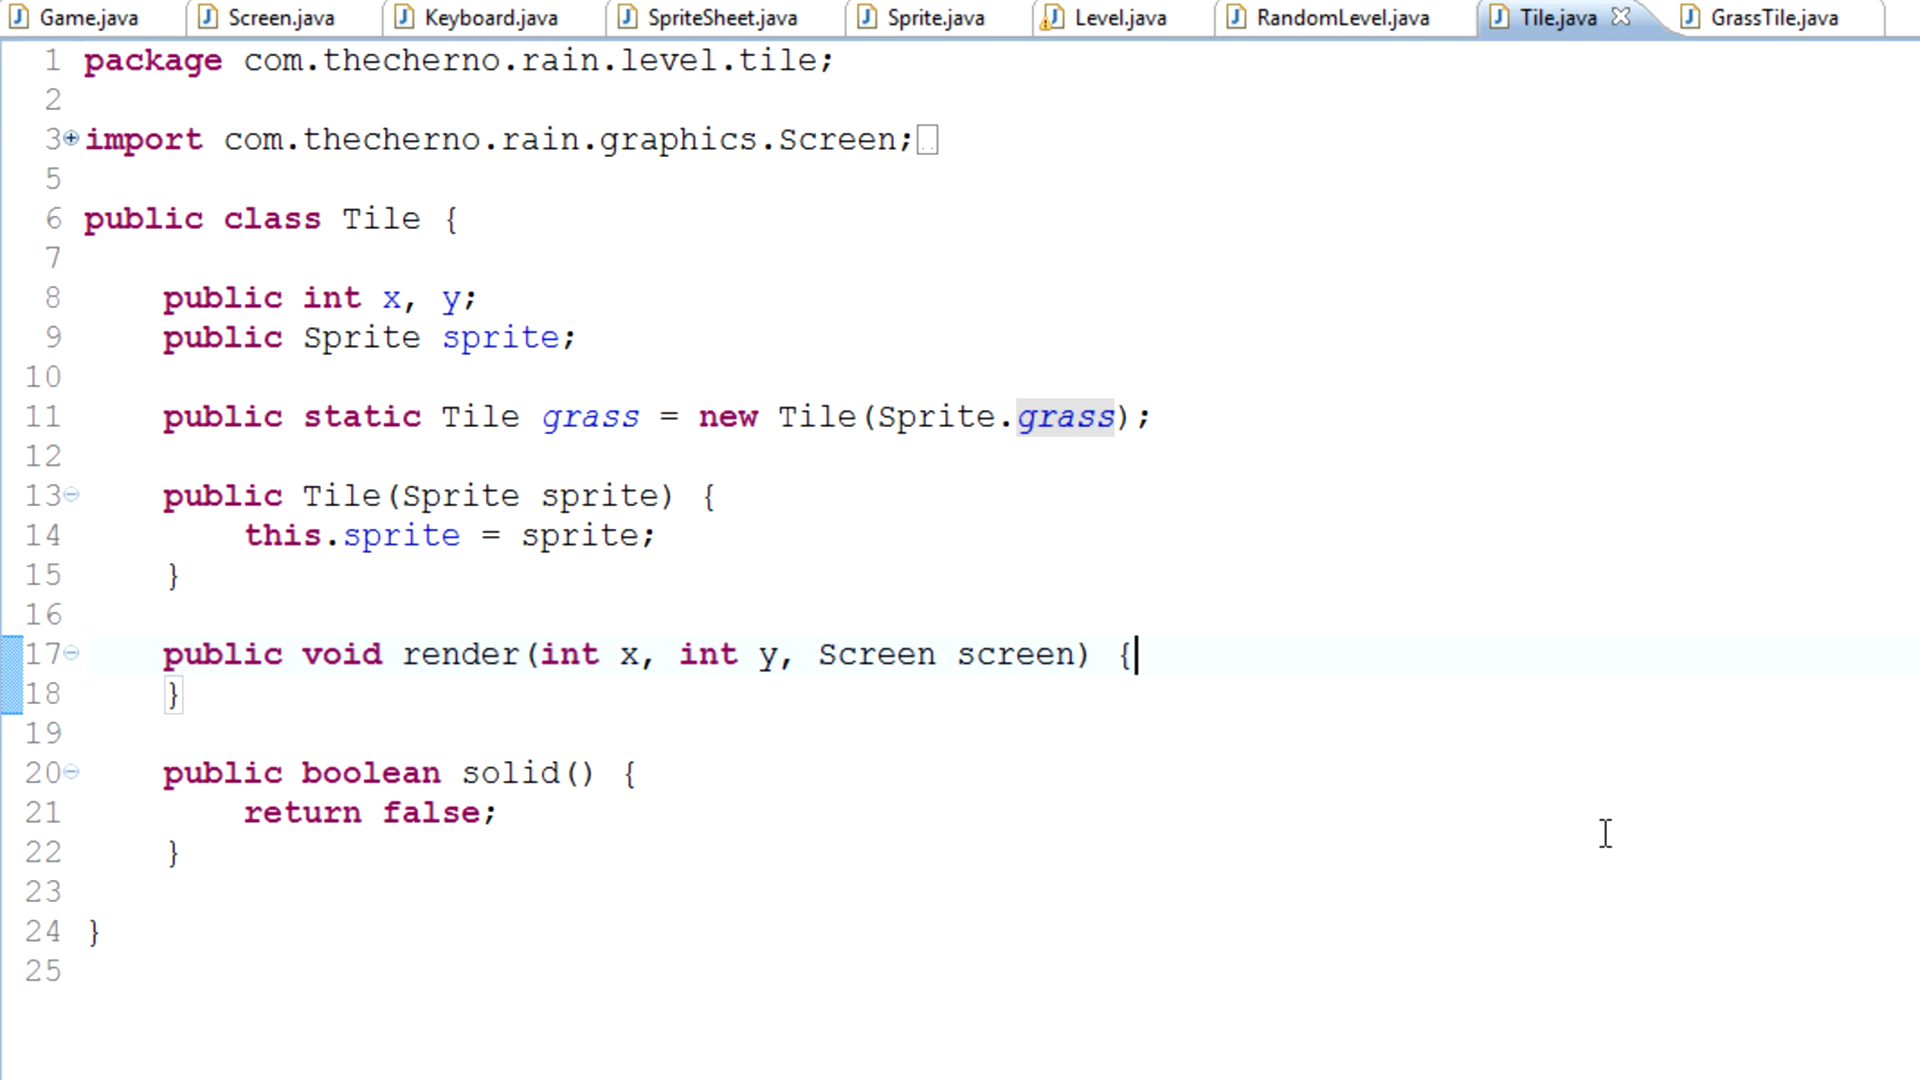 Game.java Screen.java Keyboard.java SpriteSheet.java Sprite.java Level.java RandomLevel.java Tile.java GrassTile.java
1 package com.thecherno.rain.level.tile;
2
3 import com.thecherno.rain.graphics.Screen;
5
6 public class Tile {
7
8 public int x, y;
9 public Sprite sprite;
10
11 public static Tile grass = new Tile(Sprite.grass);
12
13 public Tile(Sprite sprite) {
14 this.sprite = sprite;
15 }
16
17 public void render(int x, int y, Screen screen) {
18 }
19
20 public boolean solid() {
21 return false;
22 }
23
24 }
25